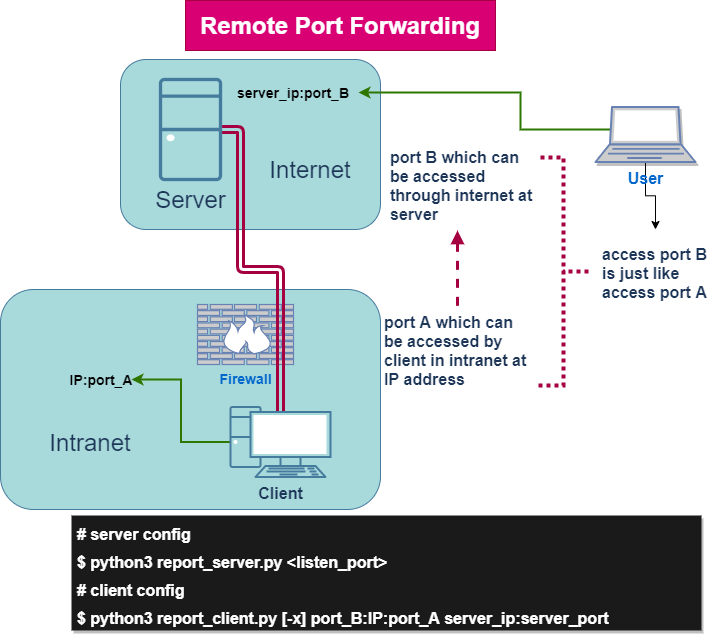 Remote Port Forwarding
server_ip:port_B
Internet
Server
port B which can
be accessed
through internet at
server
User
access port B
is just like
access port A
port A which can
be accessed by
client in intranet at
IP address
Firewall
IP:port_A
Intranet
Client
# server config
$ python3 report_server.py <listen_port>
# client config
$ python3 report_client.py [-x] port_B:IP:port_A server_ip:server_port